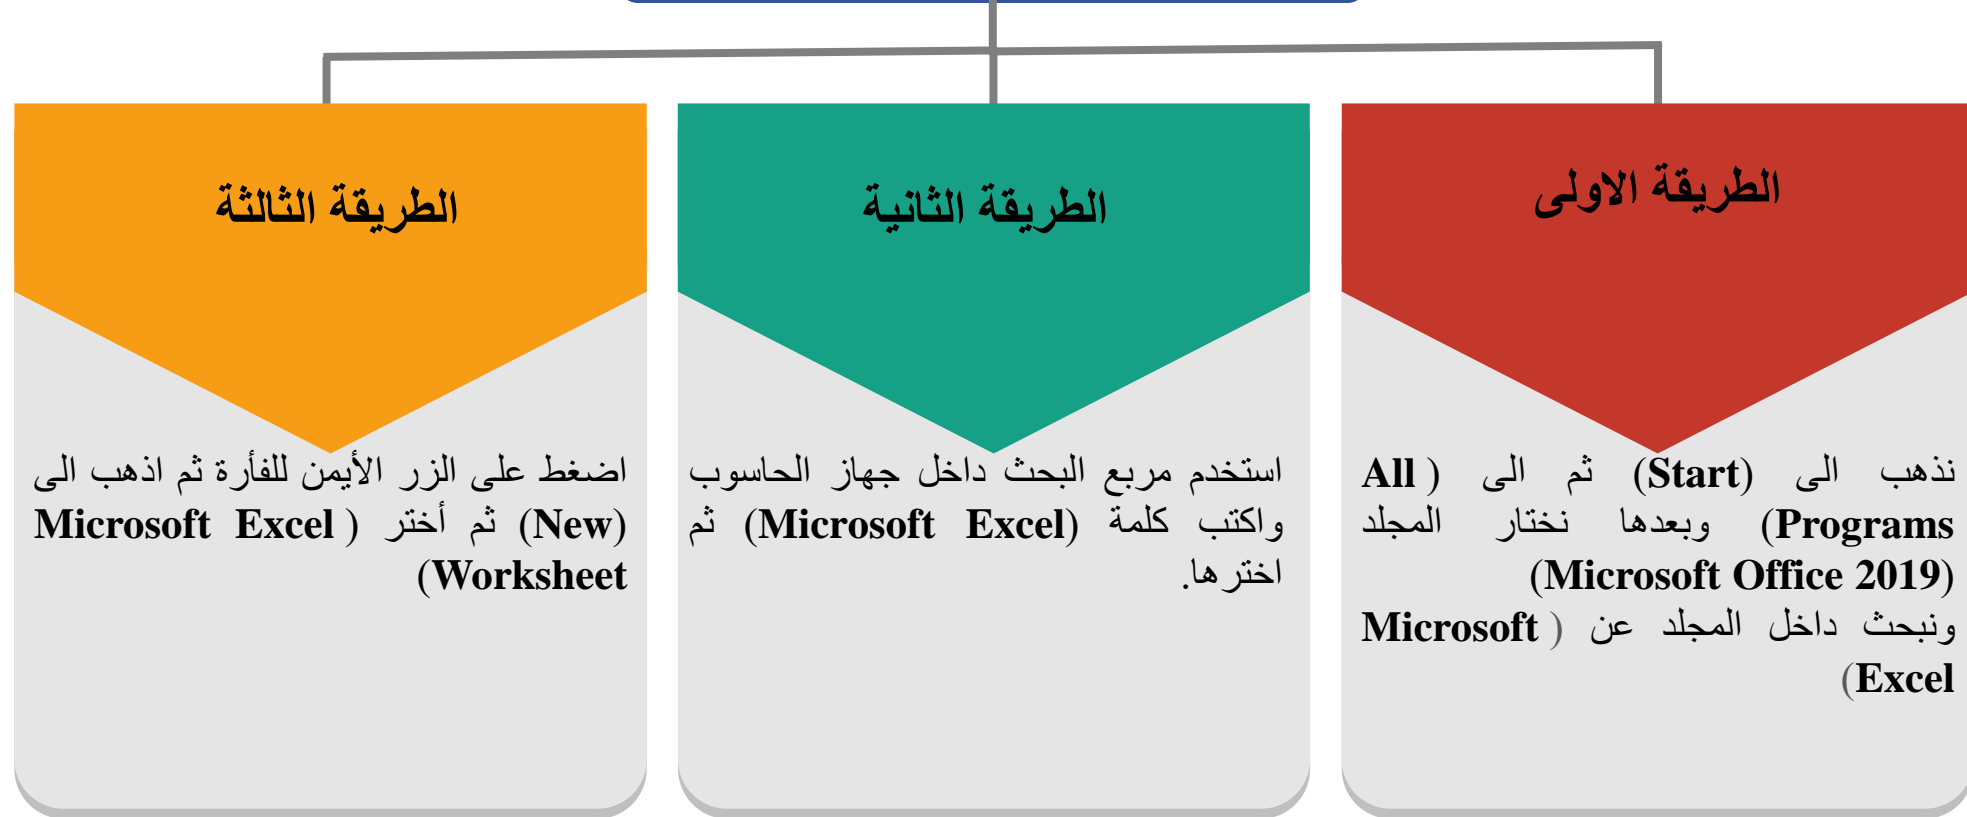 الطريقة الاولى
نذهب الى (Start) ثم الى (All
Programs) وبعدها نختار المجلد
(Microsoft Office 2019)
ونبحث داخل المجلد عن (Microsoft
Excel)
الطريقة الثانية
استخدم مربع البحث داخل جهاز الحاسوب
واكتب كلمة (Microsoft Excel) ثم
اخترها.
الطريقة الثالثة
اضغط على الزر الأيمن للفأرة ثم اذهب الى
(New) ثم أختر (Microsoft Excel
Worksheet)